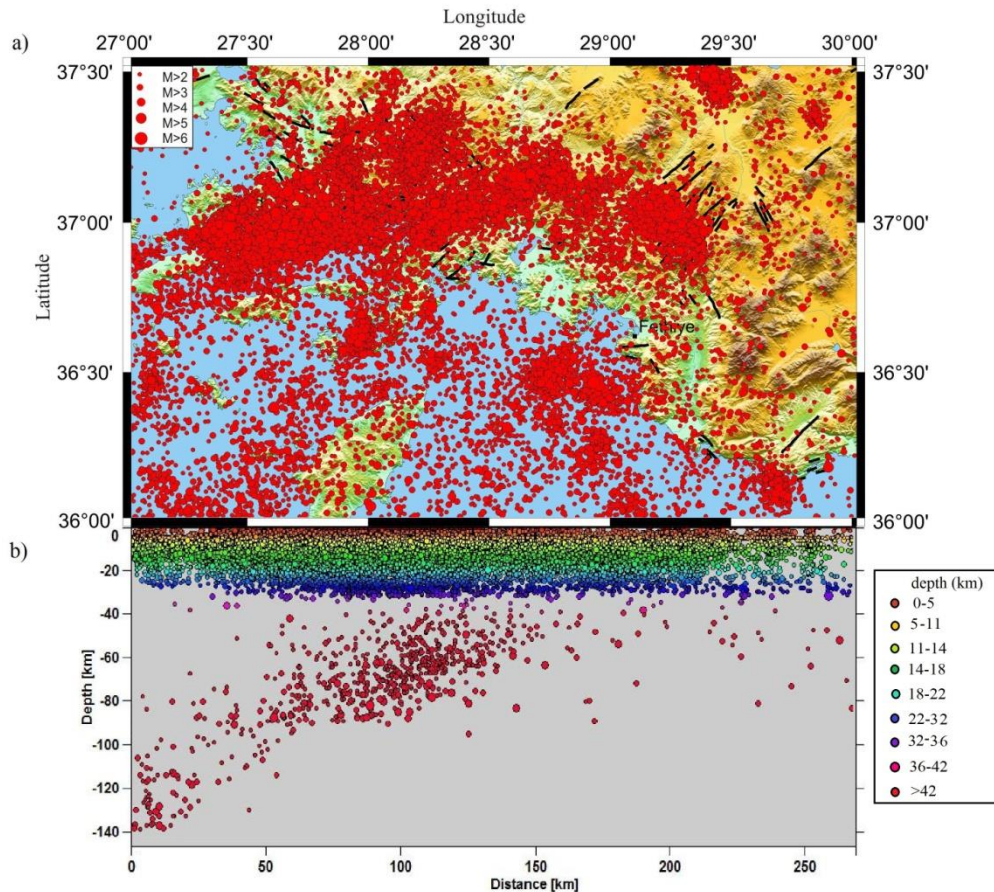 Longitude
a)
27°00' 27°30' 28°00' 28°30' 29°00' 29°30' 30°00'
37°30' 37°30'
M>2
M>3
M>4
M>5
M>6
37°00' 37°00'
Latitude
Fethiye
36°30' 36°30'
36°00' 36°00'
b)
0
-20
-40
-60
-80
-100
-120
-140
Depth [km]
0 50 100 150 200 250
Distance [km]
depth (km)
0-5
5-11
11-14
14-18
18-22
22-32
32-36
36-42
>42